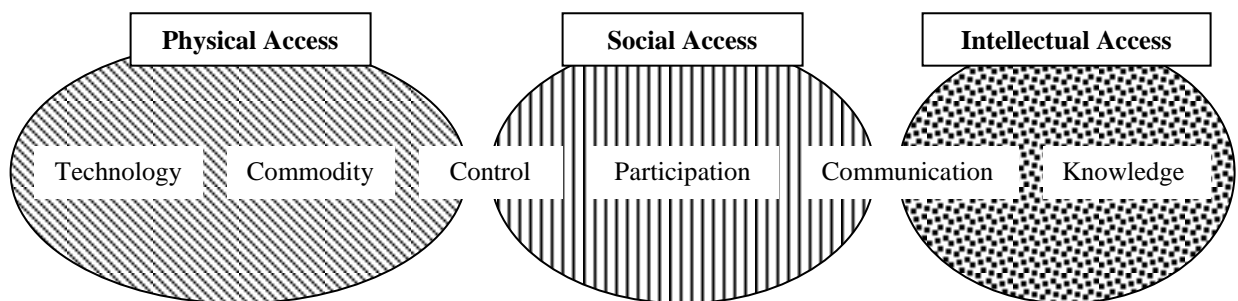 Physical Access
Social Access
Intellectual Access
Technology
Commodity
Control
Participation
Communication
Knowledge